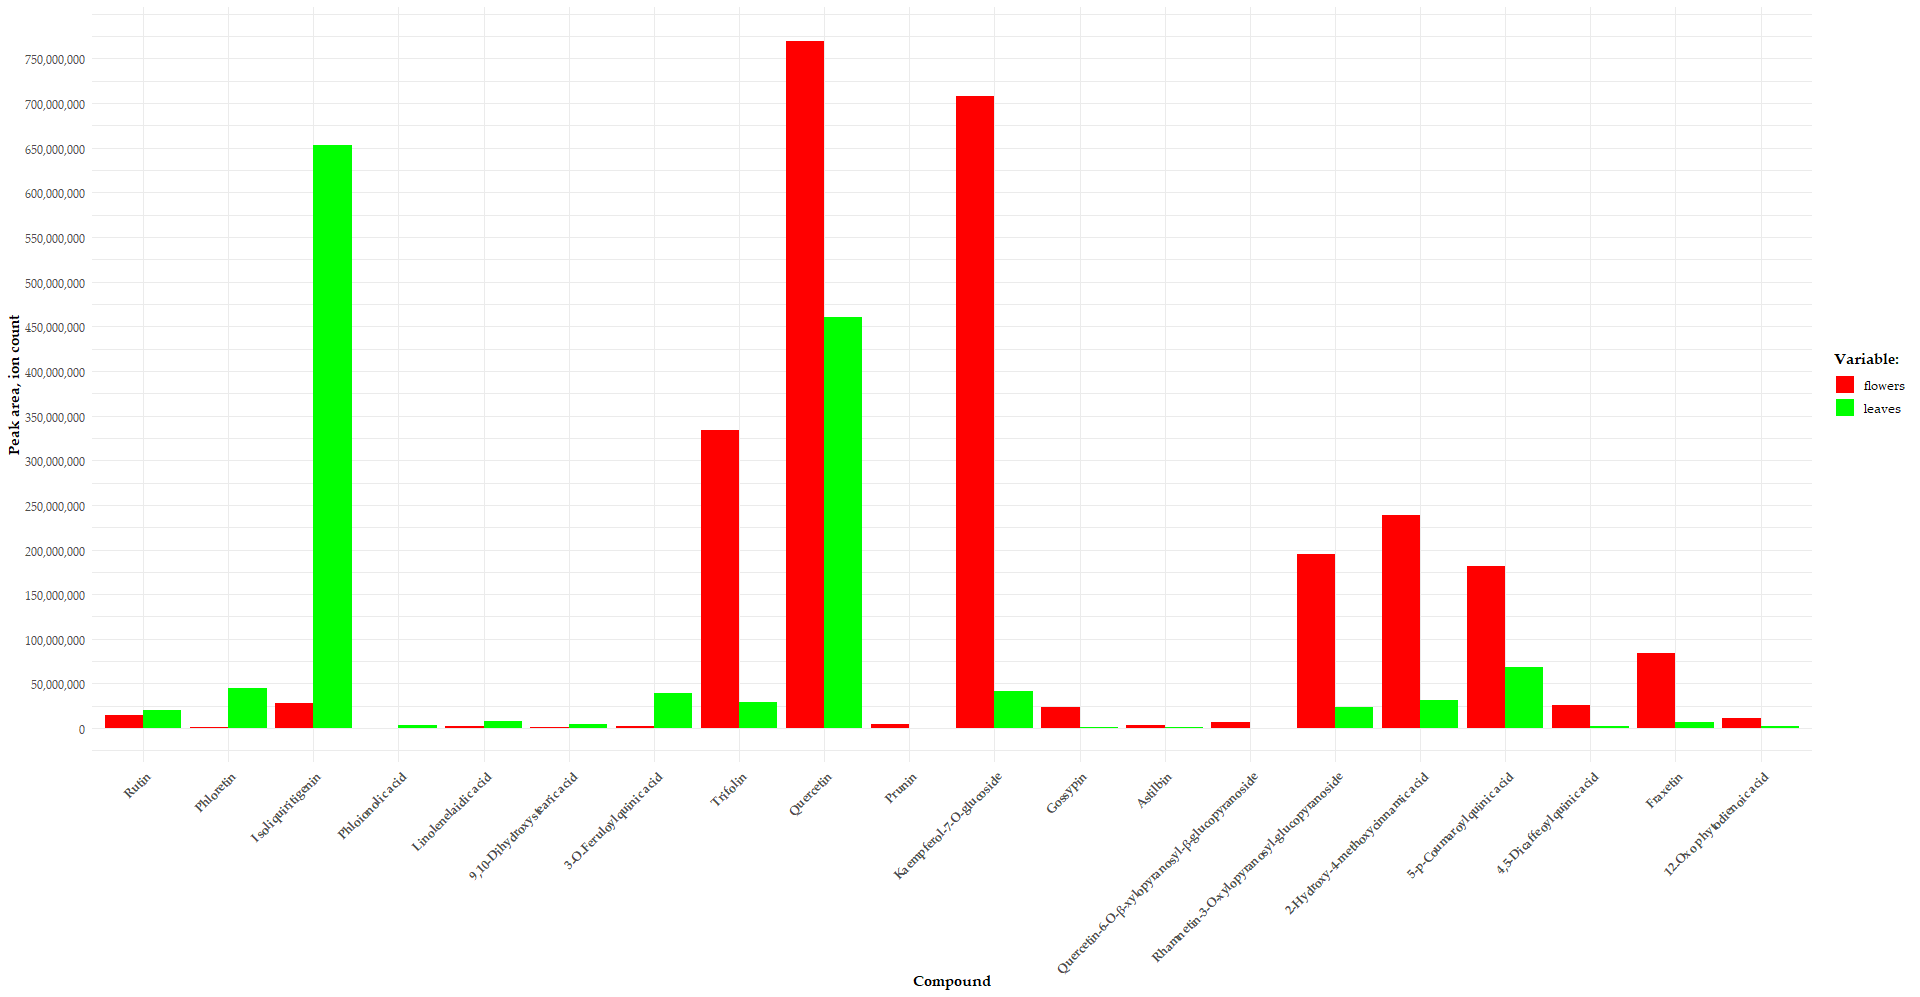 750,000,000
700,000,000
650,000,000
600,000,000
550,000,000
500,000,000
450,000,000
400,000,000
350,000,000
300,000,000
250,000,000
200,000,000
150,000,000
100,000,000
50,000,000
0
Peak area, ion count
Rutin
Phloretin
Isoliquiritigenin
Phloionolic acid
Linolenelaidic acid
9,10-Dihydroxystearic acid
3-O-Feruloylquinic acid
Trifolin
Quercetin
Prunin
Kaempferol-7-O-glucoside
Gossypin
Astilbin
Quercetin-6-O-β-xylopyranosyl-β-glucopyranoside
Rhamnetin-3-O-xylopyranosyl-glucopyranoside
2-Hydroxy-4-methoxycinnamic acid
5-p-Coumaroylquinic acid
4,5-Dicaffeoylquinic acid
Fraxetin
12-Oxo phytodienoic acid
Compound
Variable:
flowers
leaves